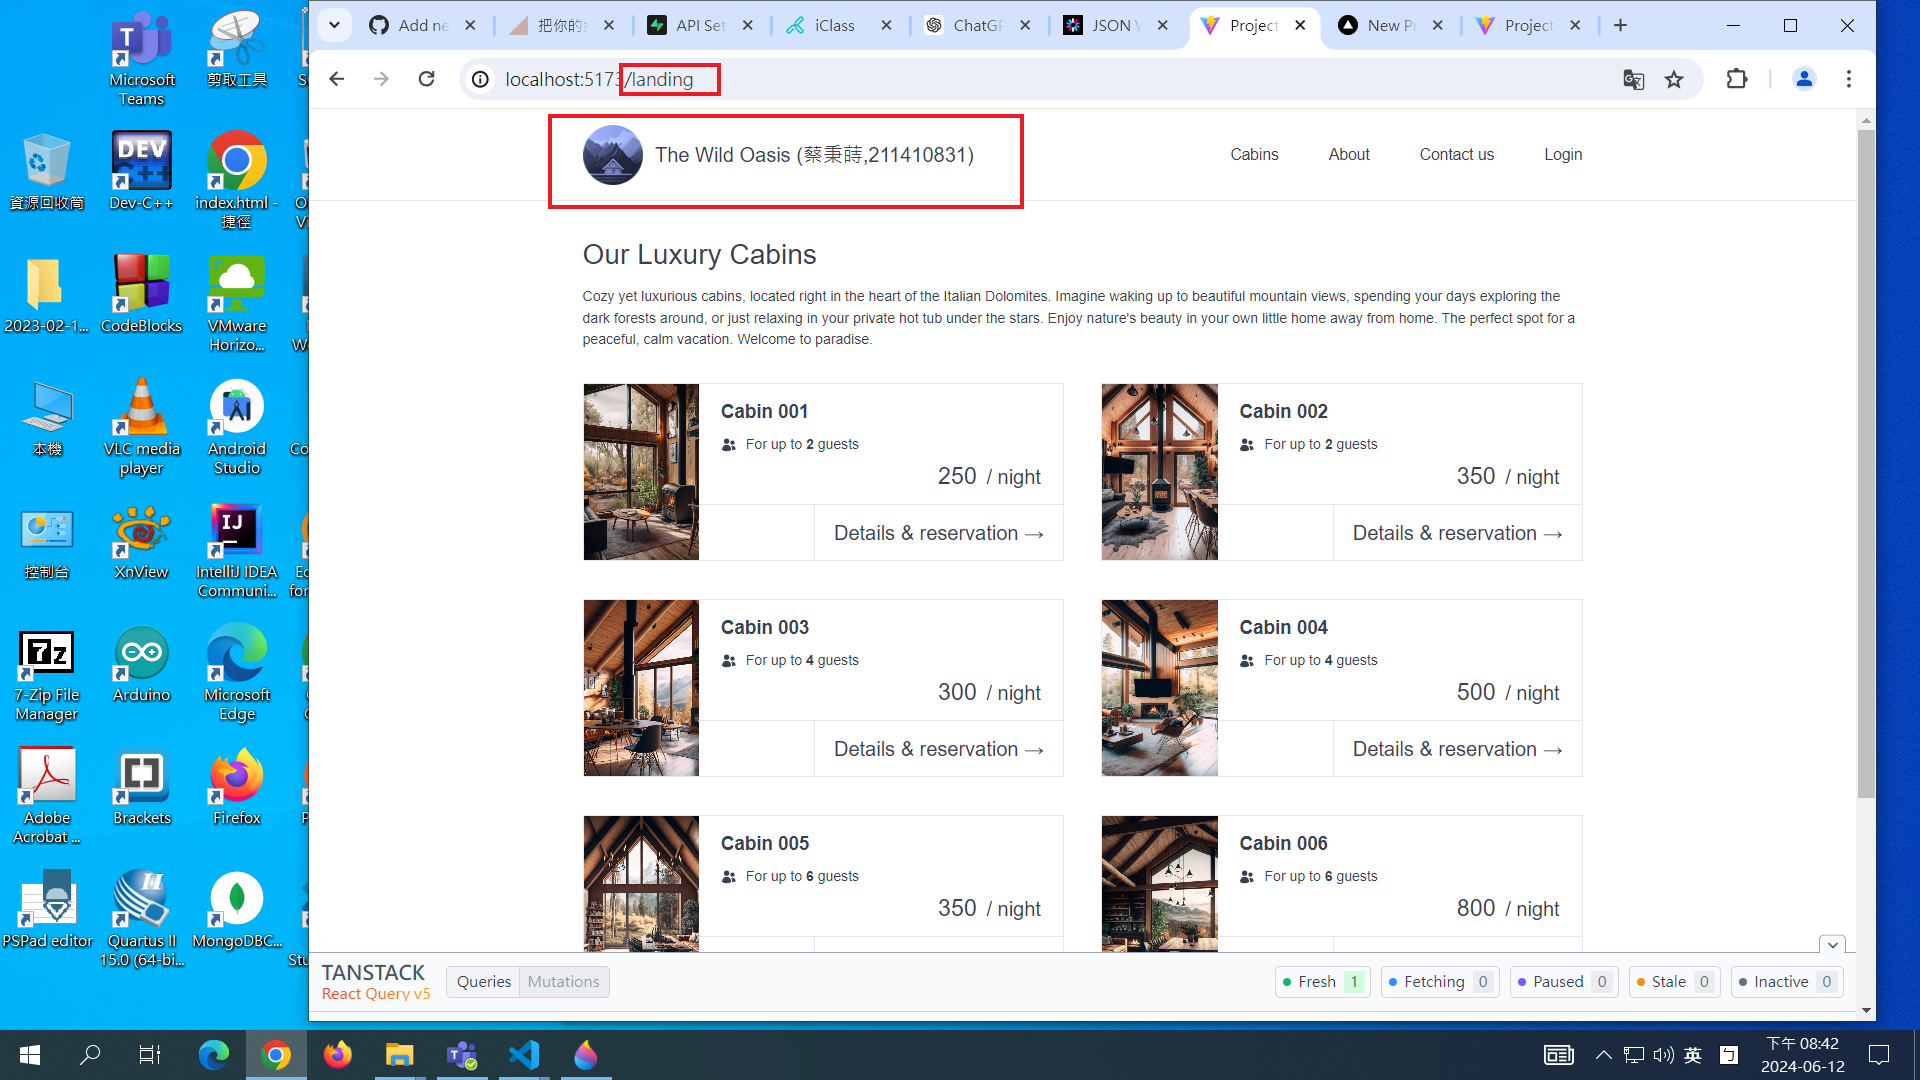 Microsoft
Teams
剪取工具
資源回收筒
Dev-C++
index.html -
捷徑
2023-02-1...
CodeBlocks
VMware
Horizo...
本機
VLC media
player
Android
Studio
控制台
XnView
IntelliJ IDEA
Communi...
7-Zip File
Manager
Arduino
Microsoft
Edge
Adobe
Acrobat ...
Brackets
Firefox
PSPad editor
Quartus II
15.0 (64-bi...
MongoDBC...
Add ne
API Set
iClass
ChatGP
JSON V
Project
New Pr
Project
localhost:5173/landing
The Wild Oasis (蔡秉蒔,211410831)
Cabins
About
Contact us
Login
Our Luxury Cabins
Cozy yet luxurious cabins, located right in the heart of the Italian Dolomites. Imagine waking up to beautiful mountain views, spending your days exploring the
dark forests around, or just relaxing in your private hot tub under the stars. Enjoy nature's beauty in your own little home away from home. The perfect spot for a
peaceful, calm vacation. Welcome to paradise.
Cabin 001
For up to 2 guests
250 / night
Details & reservation →
Cabin 002
For up to 2 guests
350 / night
Details & reservation →
Cabin 003
For up to 4 guests
300 / night
Details & reservation →
Cabin 004
For up to 4 guests
500 / night
Details & reservation →
Cabin 005
For up to 6 guests
350 / night
Cabin 006
For up to 6 guests
800 / night
TANSTACK
React Query v5
Queries
Mutations
Fresh 1
Fetching 0
Paused 0
Stale 0
Inactive 0
英
下午 08:42
2024-06-12